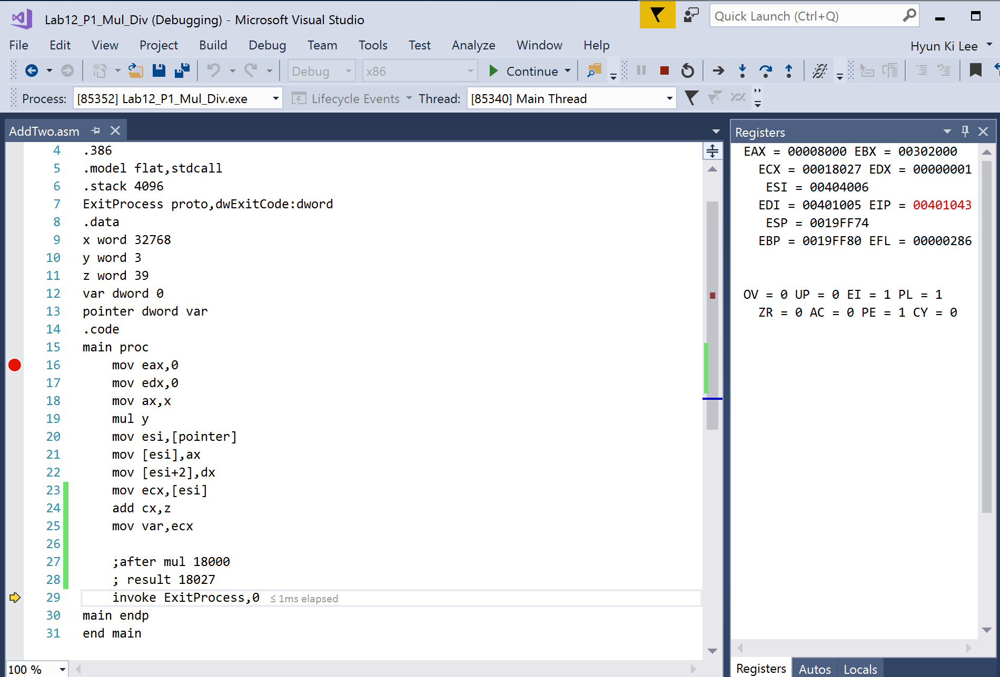 Lab12_P1_Mul_Div (Debugging) - Microsoft Visual Studio
Quick Launch (Ctrl+Q)
File Edit View Project Build Debug Team Tools Test Analyze Window Help
Hyun Ki Lee
Debug x86 Continue
Process: [85352] Lab12_P1_Mul_Div.exe Lifecycle Events Thread: [85340] Main Thread
AddTwo.asm
4 .386
5 .model flat,stdcall
6 .stack 4096
7 ExitProcess proto,dwExitCode:dword
8 .data
9 x word 32768
10 y word 3
11 z word 39
12 var dword 0
13 pointer dword var
14 .code
15 main proc
16 mov eax,0
17 mov edx,0
18 mov ax,x
19 mul y
20 mov esi,[pointer]
21 mov [esi],ax
22 mov [esi+2],dx
23 mov ecx,[esi]
24 add cx,z
25 mov var,ecx
26
27 ;after mul 18000
28 ; result 18027
29 invoke ExitProcess,0 ≤ 1ms elapsed
30 main endp
31 end main
100 %
Registers
EAX = 00008000 EBX = 00302000
ECX = 00018027 EDX = 00000001
ESI = 00404006
EDI = 00401005 EIP = 00401043
ESP = 0019FF74
EBP = 0019FF80 EFL = 00000286
OV = 0 UP = 0 EI = 1 PL = 1
ZR = 0 AC = 0 PE = 1 CY = 0
Registers Autos Locals